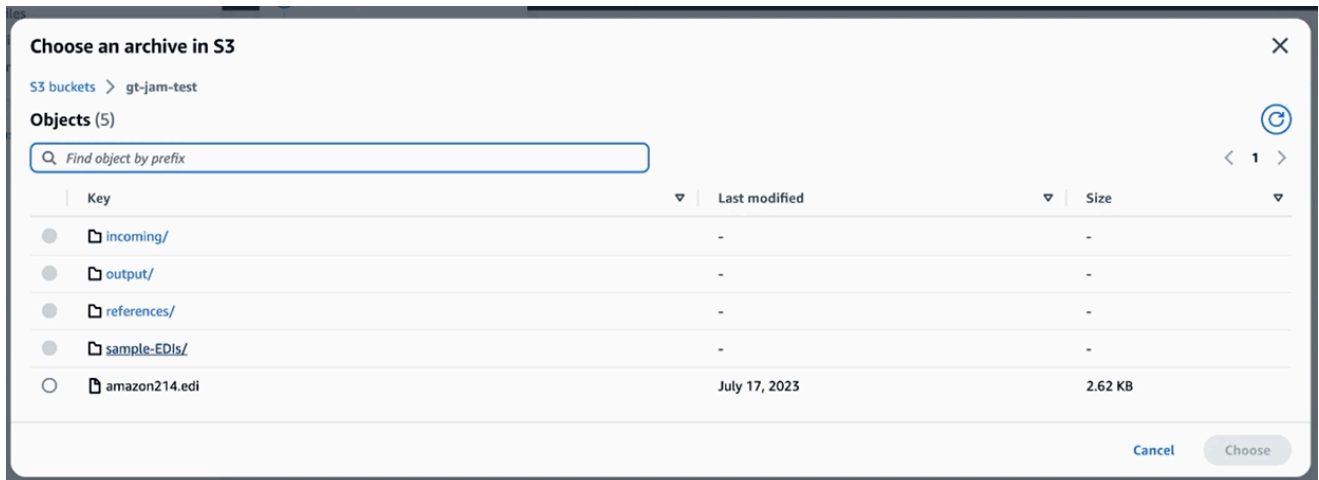 Choose an archive in S3
S3 buckets > gt-jam-test
Objects (5)
Find object by prefix
1
Key Last modified Size
incoming/ - -
output/ - -
references/ - -
sample-EDIs/ - -
amazon214.edi July 17, 2023 2.62 KB
Cancel Choose